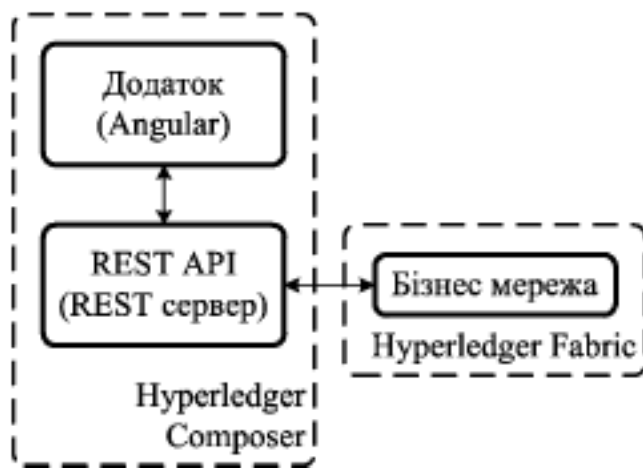 Додаток
(Angular)
REST API
(REST сервер)
Hyperledger
Composer
Бізнес мережа
Hyperledger Fabric